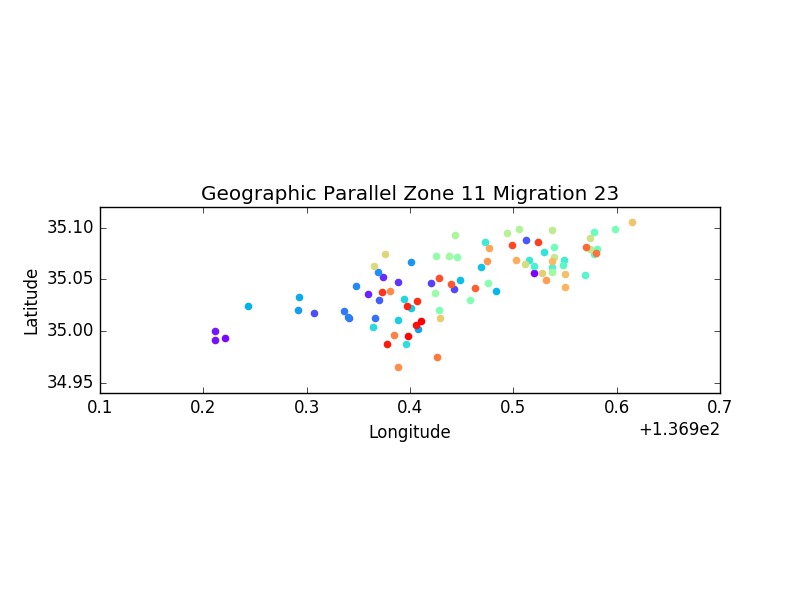 Geographic Parallel Zone 11 Migration 23
35.10
35.05
35.00
34.95
Latitude
0.1 0.2 0.3 0.4 0.5 0.6 0.7
Longitude
+1.369e2